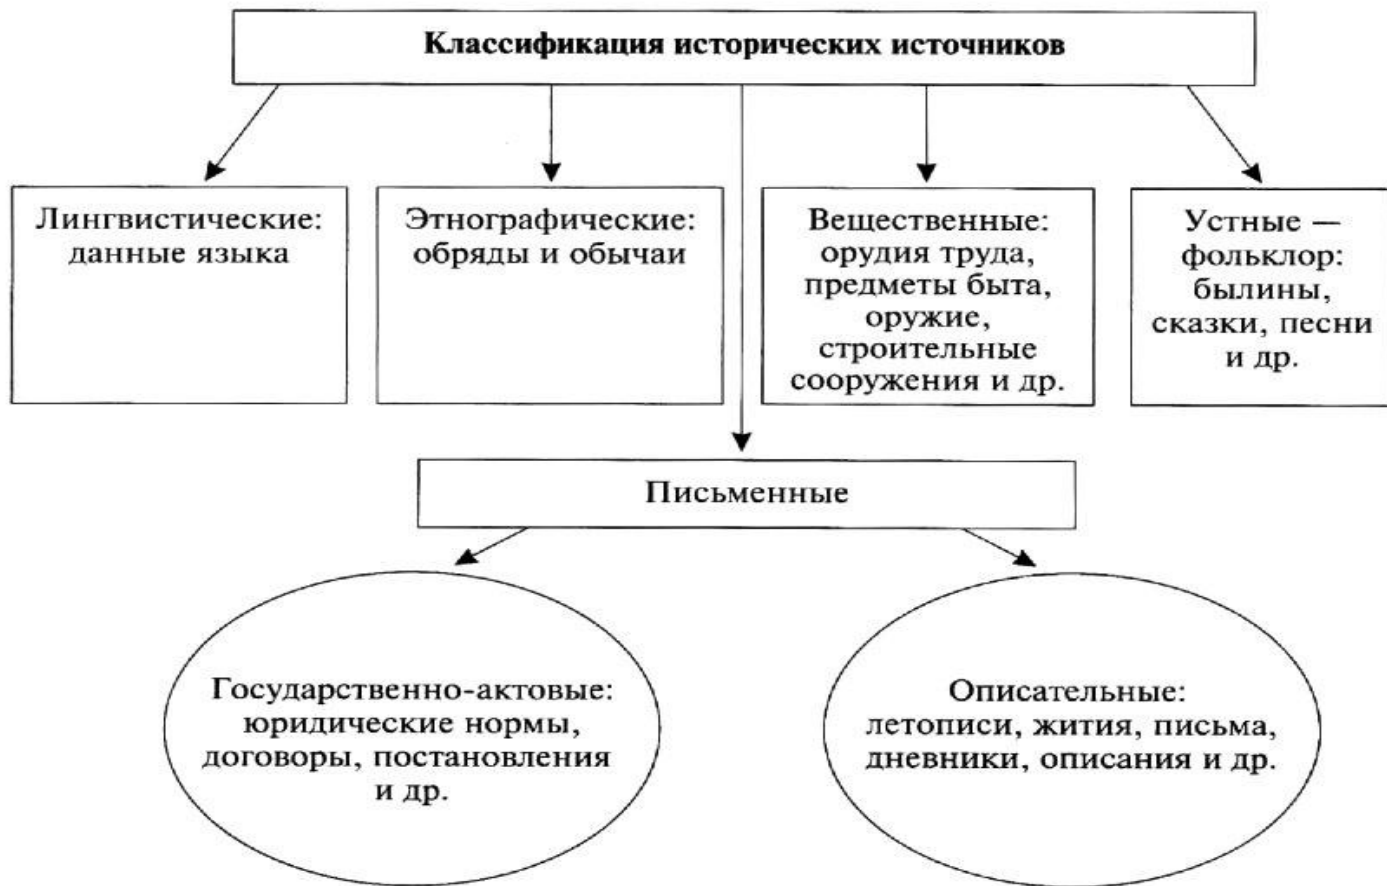 Классификация исторических источников
Лингвистические:
данные языка
Этнографические:
обряды и обычаи
Вещественные:
орудия труда,
предметы быта,
оружие,
строительные
сооружения и др.
Устные —
фольклор:
былины,
сказки, песни
и др.
Письменные
Государственно-актовые:
юридические нормы,
договоры, постановления
и др.
Описательные:
летописи, жития, письма,
дневники, описания и др.